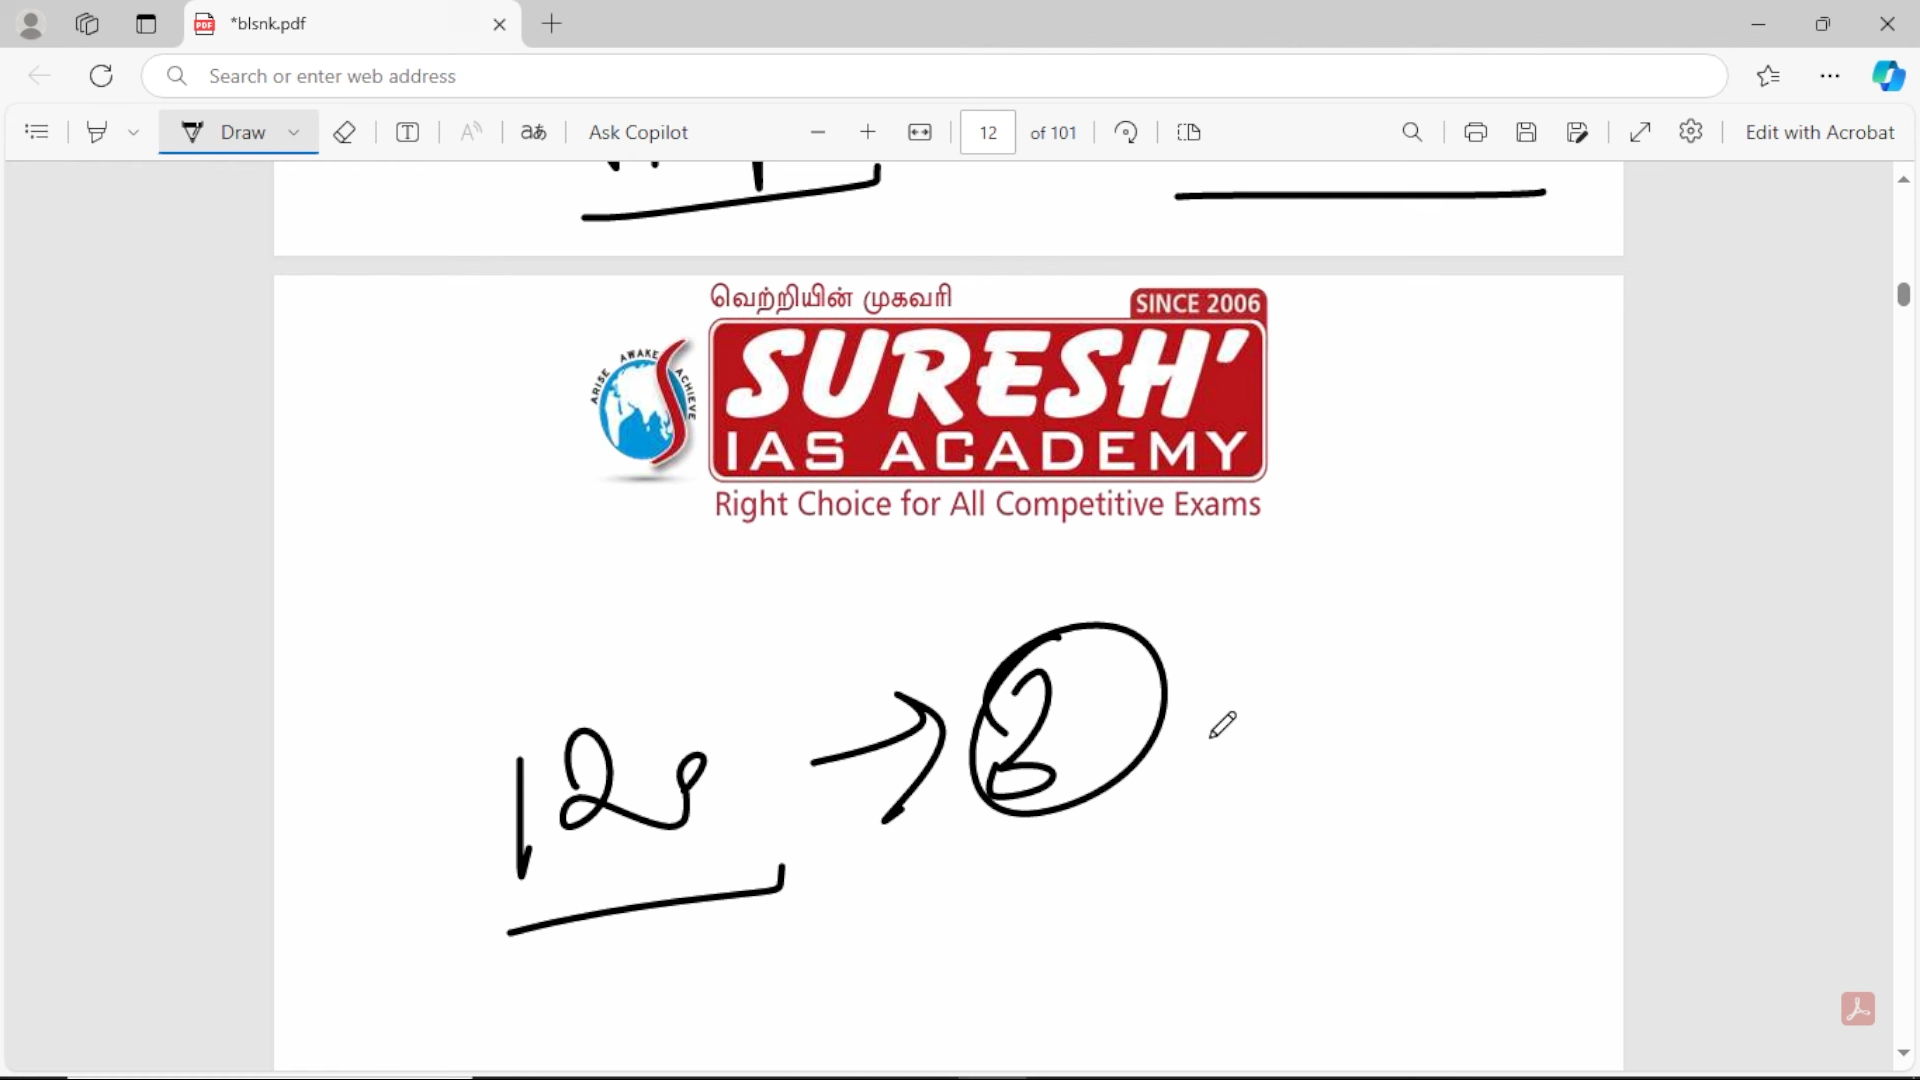 *blsnk.pdf
Search or enter web address
Draw
Ask Copilot
12 of 101
Edit with Acrobat
வெற்றியின் முகவரி
SINCE 2006
ARISE AWAKE ACHIEVE
SURESH'
IAS ACADEMY
Right Choice for All Competitive Exams